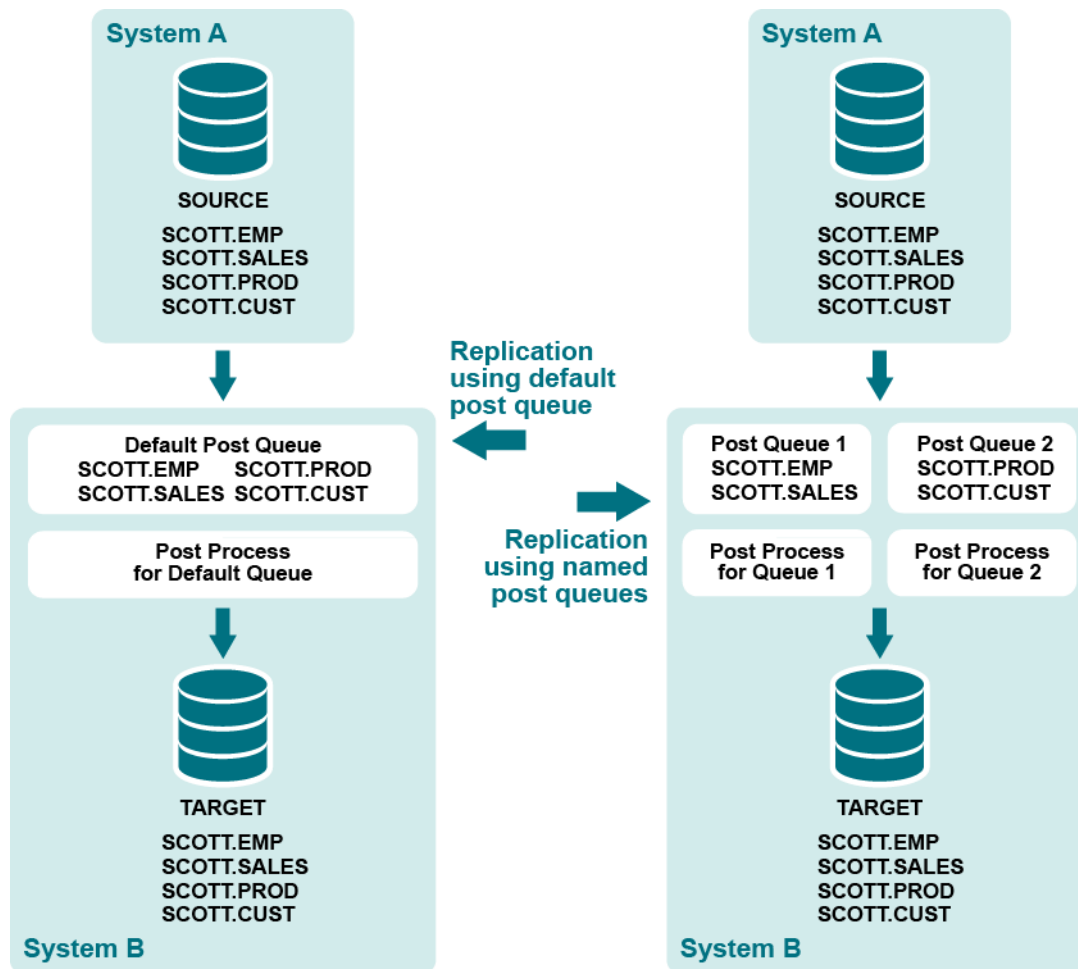 System A
SOURCE
SCOTT.EMP
SCOTT.SALES
SCOTT.PROD
SCOTT.CUST
Default Post Queue
SCOTT.EMP SCOTT.PROD
SCOTT.SALES SCOTT.CUST
Post Process
for Default Queue
TARGET
SCOTT.EMP
SCOTT.SALES
SCOTT.PROD
SCOTT.CUST
System B
Replication
using default
post queue
Replication
using named
post queues
System A
SOURCE
SCOTT.EMP
SCOTT.SALES
SCOTT.PROD
SCOTT.CUST
Post Queue 1
SCOTT.EMP
SCOTT.SALES
Post Queue 2
SCOTT.PROD
SCOTT.CUST
Post Process
for Queue 1
Post Process
for Queue 2
TARGET
SCOTT.EMP
SCOTT.SALES
SCOTT.PROD
SCOTT.CUST
System B